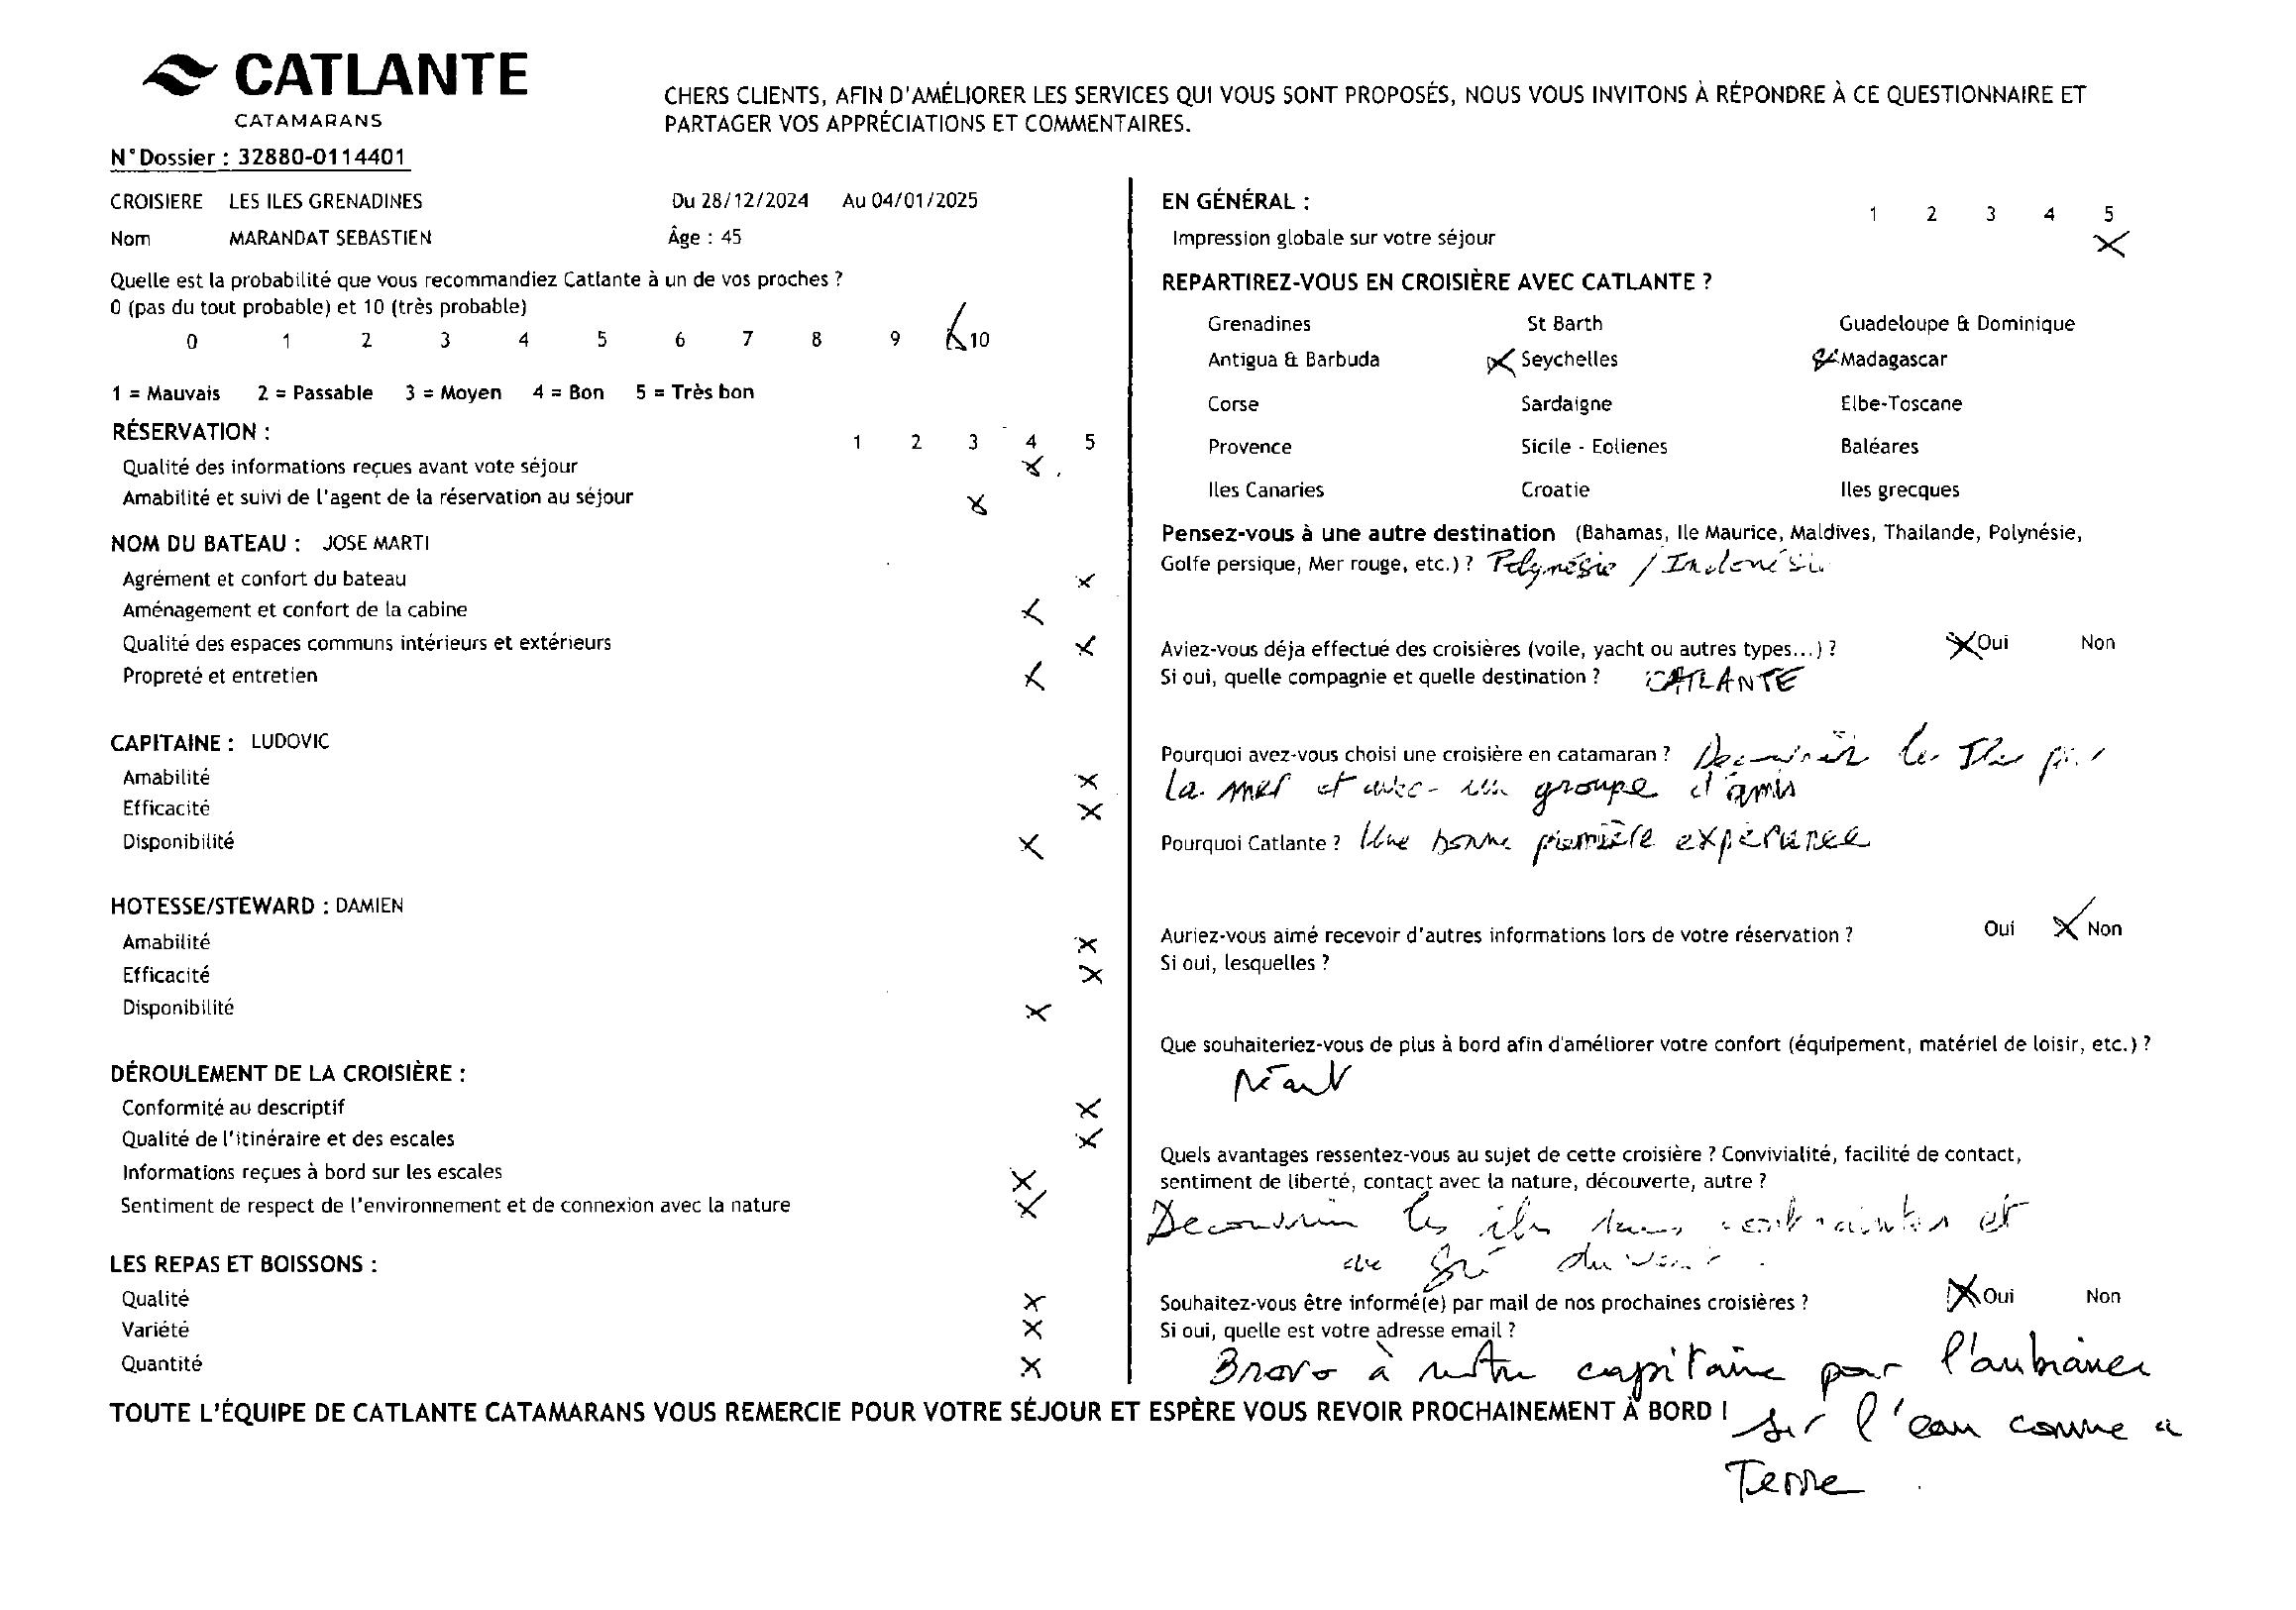 CATLANTE
CATAMARANS
CHERS CLIENTS, AFIN D'AMÉLIORER LES SERVICES QUI VOUS SONT PROPOSÉS, NOUS VOUS INVITONS À RÉPONDRE À CE QUESTIONNAIRE ET
PARTAGER VOS APPRÉCIATIONS ET COMMENTAIRES.
N°Dossier : 32880-0114401
CROISIERE LES ILES GRENADINES Du 28/12/2024 Au 04/01/2025
Nom MARANDAT SEBASTIEN Âge : 45
Quelle est la probabilité que vous recommandiez Catlante à un de vos proches ?
0 (pas du tout probable) et 10 (très probable)
0 1 2 3 4 5 6 7 8 9 10
1 = Mauvais 2 = Passable 3 = Moyen 4 = Bon 5 = Très bon
RÉSERVATION :
1 2 3 4 5
Qualité des informations reçues avant vote séjour
Amabilité et suivi de l'agent de la réservation au séjour
NOM DU BATEAU : JOSE MARTI
Agrément et confort du bateau
Aménagement et confort de la cabine
Qualité des espaces communs intérieurs et extérieurs
Propreté et entretien
CAPITAINE : LUDOVIC
Amabilité
Efficacité
Disponibilité
HOTESSE/STEWARD : DAMIEN
Amabilité
Efficacité
Disponibilité
DÉROULEMENT DE LA CROISIÈRE :
Conformité au descriptif
Qualité de l'itinéraire et des escales
Informations reçues à bord sur les escales
Sentiment de respect de l'environnement et de connexion avec la nature
LES REPAS ET BOISSONS :
Qualité
Variété
Quantité
EN GÉNÉRAL :
1 2 3 4 5
Impression globale sur votre séjour
REPARTIREZ-VOUS EN CROISIÈRE AVEC CATLANTE ?
Grenadines St Barth Guadeloupe & Dominique
Antigua & Barbuda Seychelles Madagascar
Corse Sardaigne Elbe-Toscane
Provence Sicile - Eolienes Baléares
Iles Canaries Croatie Iles grecques
Pensez-vous à une autre destination (Bahamas, Ile Maurice, Maldives, Thailande, Polynésie,
Golfe persique, Mer rouge, etc.) ? Polynésie / Indonésie
Aviez-vous déja effectué des croisières (voile, yacht ou autres types...) ? Oui Non
Si oui, quelle compagnie et quelle destination ? CATLANTE
Pourquoi avez-vous choisi une croisière en catamaran ? Decouvrir les Iles par
la mer et avec un groupe d'amis
Pourquoi Catlante ? Une bonne première expérience
Auriez-vous aimé recevoir d'autres informations lors de votre réservation ? Oui Non
Si oui, lesquelles ?
Que souhaiteriez-vous de plus à bord afin d'améliorer votre confort (équipement, matériel de loisir, etc.) ?
Néant
Quels avantages ressentez-vous au sujet de cette croisière ? Convivialité, facilité de contact,
sentiment de liberté, contact avec la nature, découverte, autre ?
Decouvrir les iles sans contraintes et
au gré du vent.
Souhaitez-vous être informé(e) par mail de nos prochaines croisières ? Oui Non
Si oui, quelle est votre adresse email ?
Bravo à notre capitaine pour l'ambiance
sur l'eau comme a
Terre.
TOUTE L'ÉQUIPE DE CATLANTE CATAMARANS VOUS REMERCIE POUR VOTRE SÉJOUR ET ESPÈRE VOUS REVOIR PROCHAINEMENT À BORD !